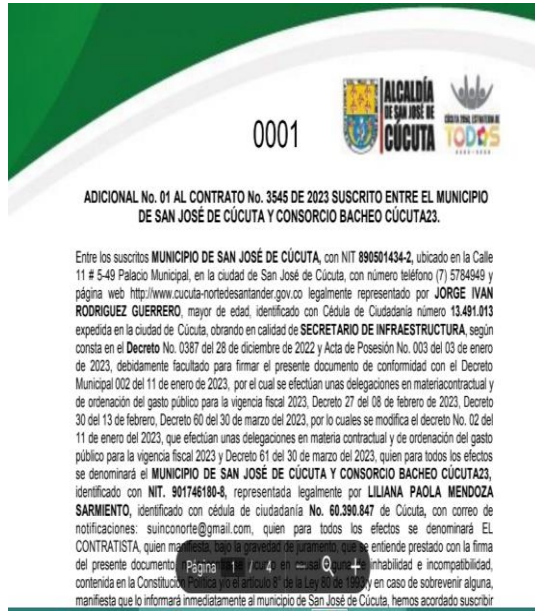 ALCALDÍA
DE SAN JOSÉ DE
CÚCUTA
TODOS
0001
ADICIONAL No. 01 AL CONTRATO No. 3545 DE 2023 SUSCRITO ENTRE EL MUNICIPIO
DE SAN JOSÉ DE CÚCUTA Y CONSORCIO BACHEO CÚCUTA23.
Entre los suscritos MUNICIPIO DE SAN JOSÉ DE CÚCUTA, con NIT 890501434-2, ubicado en la Calle
11 # 5-49 Palacio Municipal, en la ciudad de San José de Cúcuta, con número teléfono (7) 5784949 y
página web http://www.cucuta-nortedesantander.gov.co legalmente representado por JORGE IVAN
RODRIGUEZ GUERRERO, mayor de edad, identificado con Cédula de Ciudadanía número 13.491.013
expedida en la ciudad de Cúcuta, obrando en calidad de SECRETARIO DE INFRAESTRUCTURA, según
consta en el Decreto No. 0387 del 28 de diciembre de 2022 y Acta de Posesión No. 003 del 03 de enero
de 2023, debidamente facultado para firmar el presente documento de conformidad con el Decreto
Municipal 002 del 11 de enero de 2023, por el cual se efectúan unas delegaciones en materiacontractual y
de ordenación del gasto público para la vigencia fiscal 2023, Decreto 27 del 08 de febrero de 2023, Decreto
30 del 13 de febrero, Decreto 60 del 30 de marzo del 2023, por lo cuales se modifica el decreto No. 02 del
11 de enero del 2023, que efectúan unas delegaciones en materia contractual y de ordenación del gasto
público para la vigencia fiscal 2023 y Decreto 61 del 30 de marzo del 2023, quien para todos los efectos
se denominará el MUNICIPIO DE SAN JOSÉ DE CÚCUTA Y CONSORCIO BACHEO CÚCUTA23,
identificado con NIT. 901746180-8, representada legalmente por LILIANA PAOLA MENDOZA
SARMIENTO, identificado con cédula de ciudadanía No. 60.390.847 de Cúcuta, con correo de
notificaciones: suinconorte@gmail.com, quien para todos los efectos se denominará EL
CONTRATISTA, quien manifiesta, bajo la gravedad de juramento, que se entiende prestado con la firma
del presente documento, inhabilidad e incompatibilidad,
Página 1 / 4
contenida en la Constitución Política y/o el artículo 8° de la Ley 80 de 1993 y en caso de sobrevenir alguna,
manifiesta que lo informará inmediatamente al municipio de San José de Cúcuta, hemos acordado suscribir